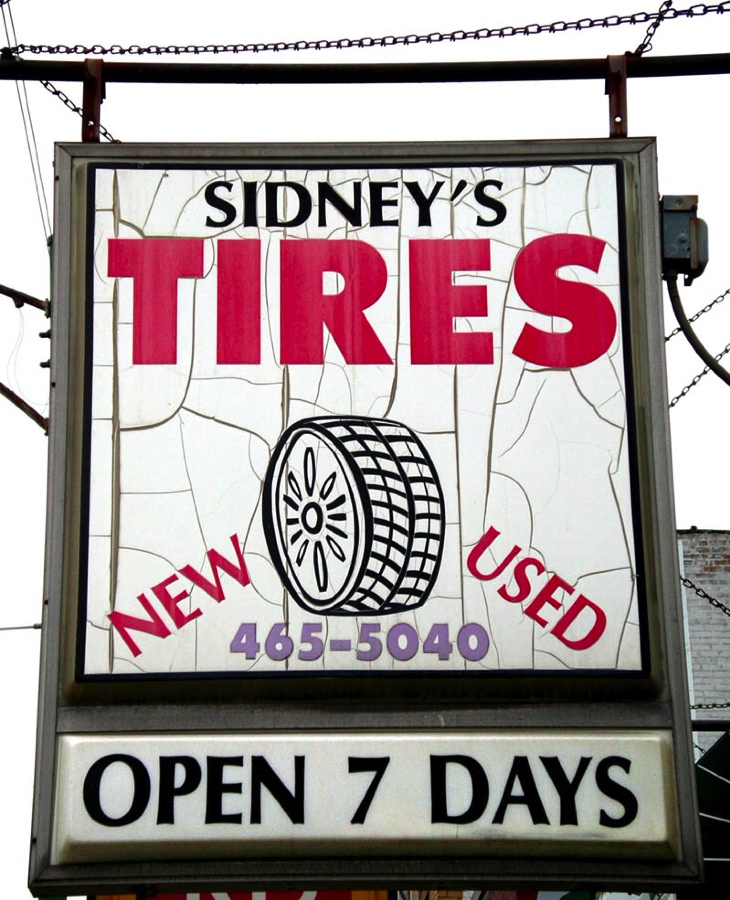 SIDNEY'S
TIRES
NEW USED
465-5040
OPEN 7 DAYS